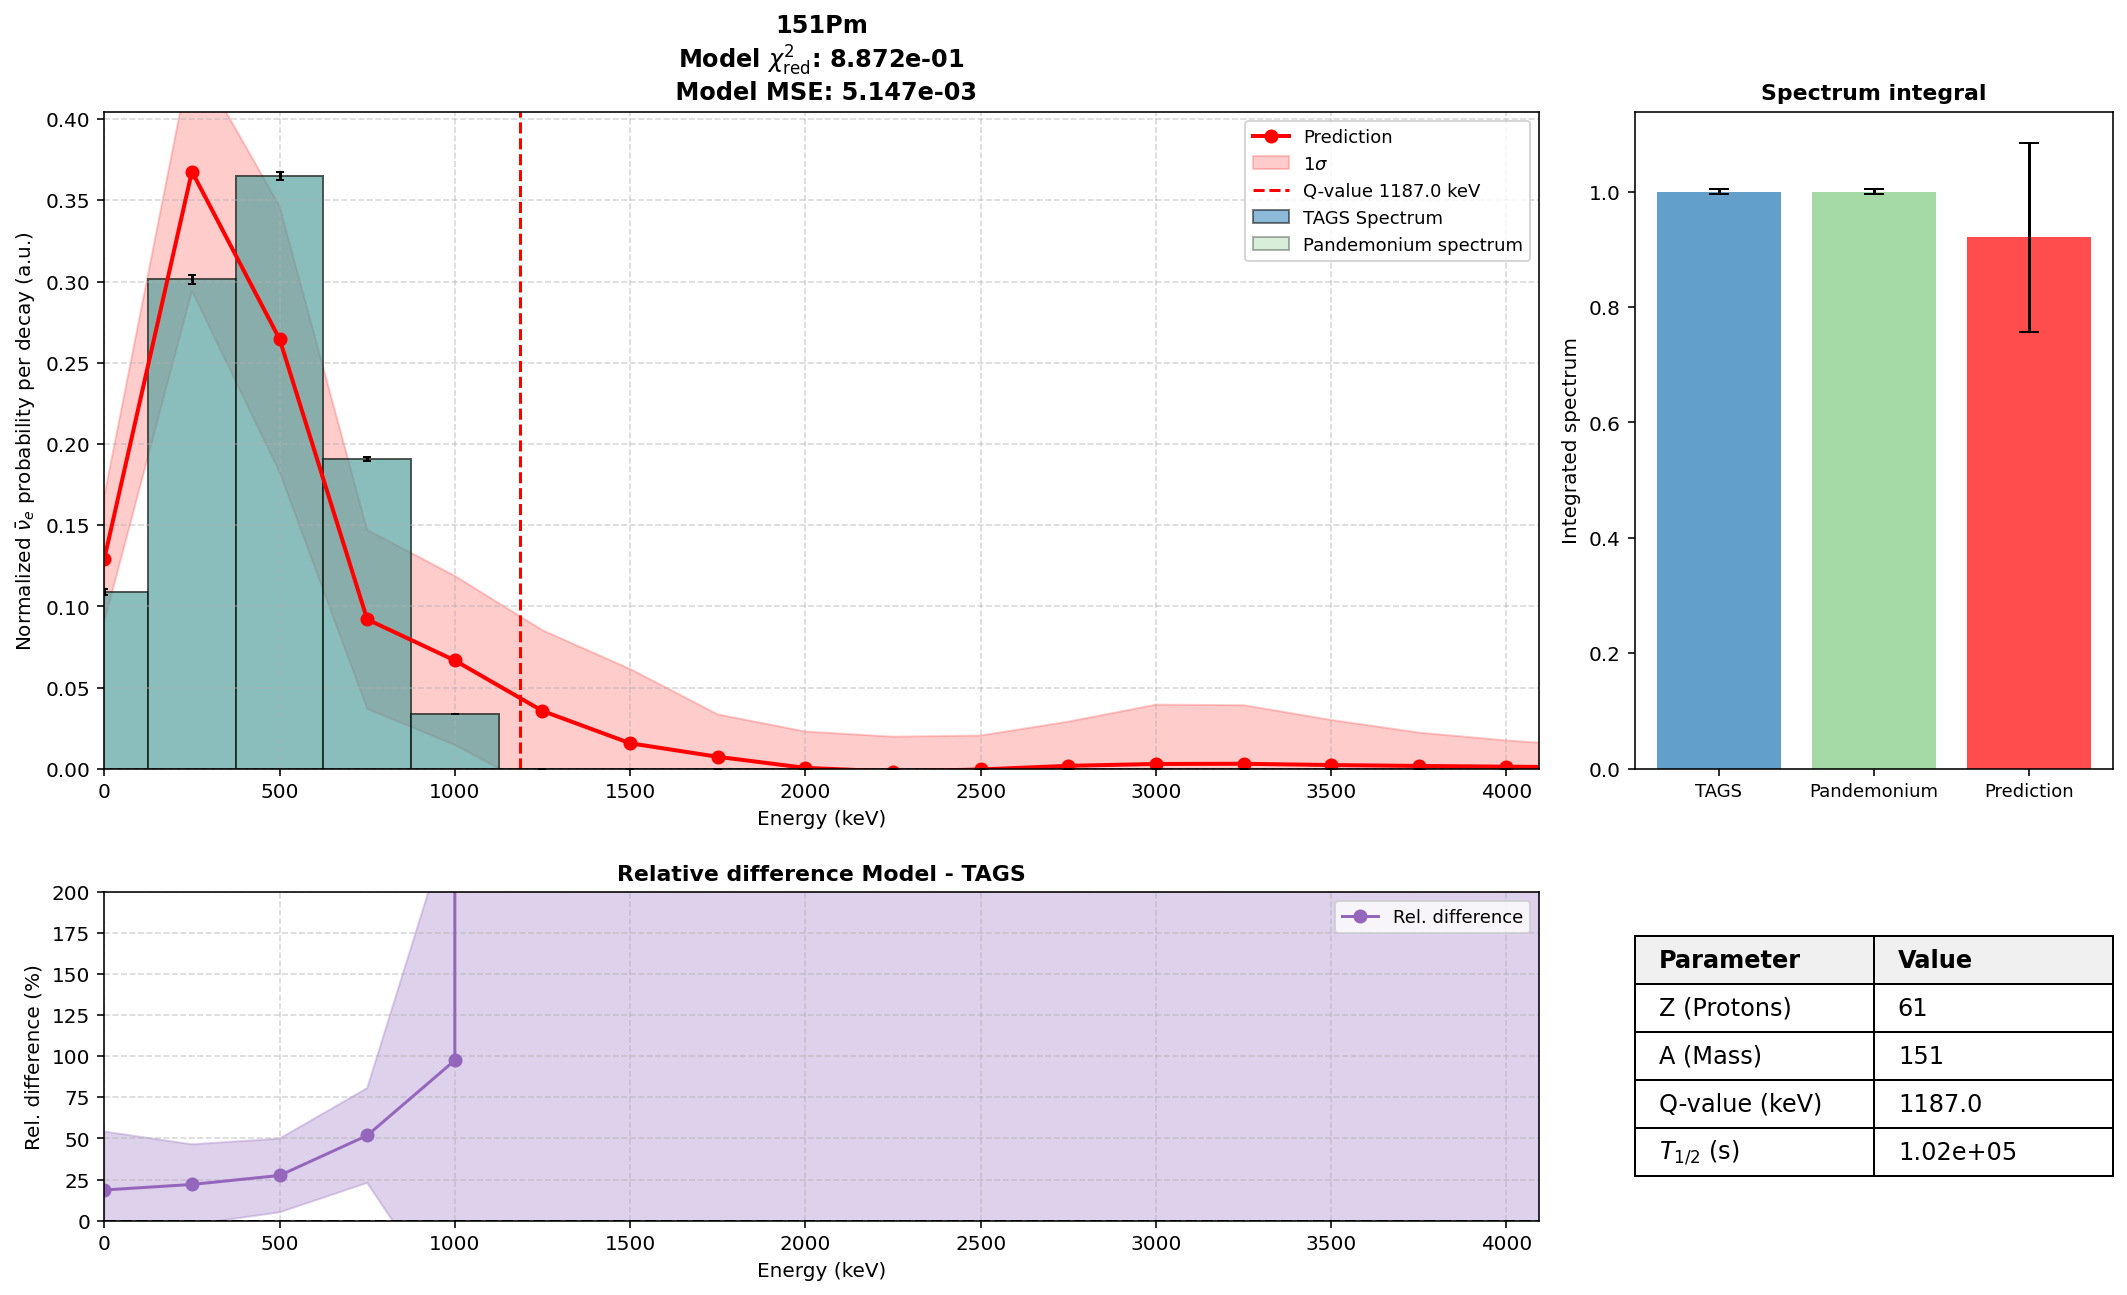 151Pm
Model χ²red: 8.872e-01
Model MSE: 5.147e-03
Normalized ν̄e probability per decay (a.u.)
0.40
0.35
0.30
0.25
0.20
0.15
0.10
0.05
0.00
0 500 1000 1500 2000 2500 3000 3500 4000
Energy (keV)
Prediction
1σ
Q-value 1187.0 keV
TAGS Spectrum
Pandemonium spectrum
Spectrum integral
Integrated spectrum
1.0
0.8
0.6
0.4
0.2
0.0
TAGS Pandemonium Prediction
Relative difference Model - TAGS
Rel. difference (%)
200
175
150
125
100
75
50
25
0
0 500 1000 1500 2000 2500 3000 3500 4000
Energy (keV)
Rel. difference
Parameter Value
Z (Protons) 61
A (Mass) 151
Q-value (keV) 1187.0
T1/2 (s) 1.02e+05